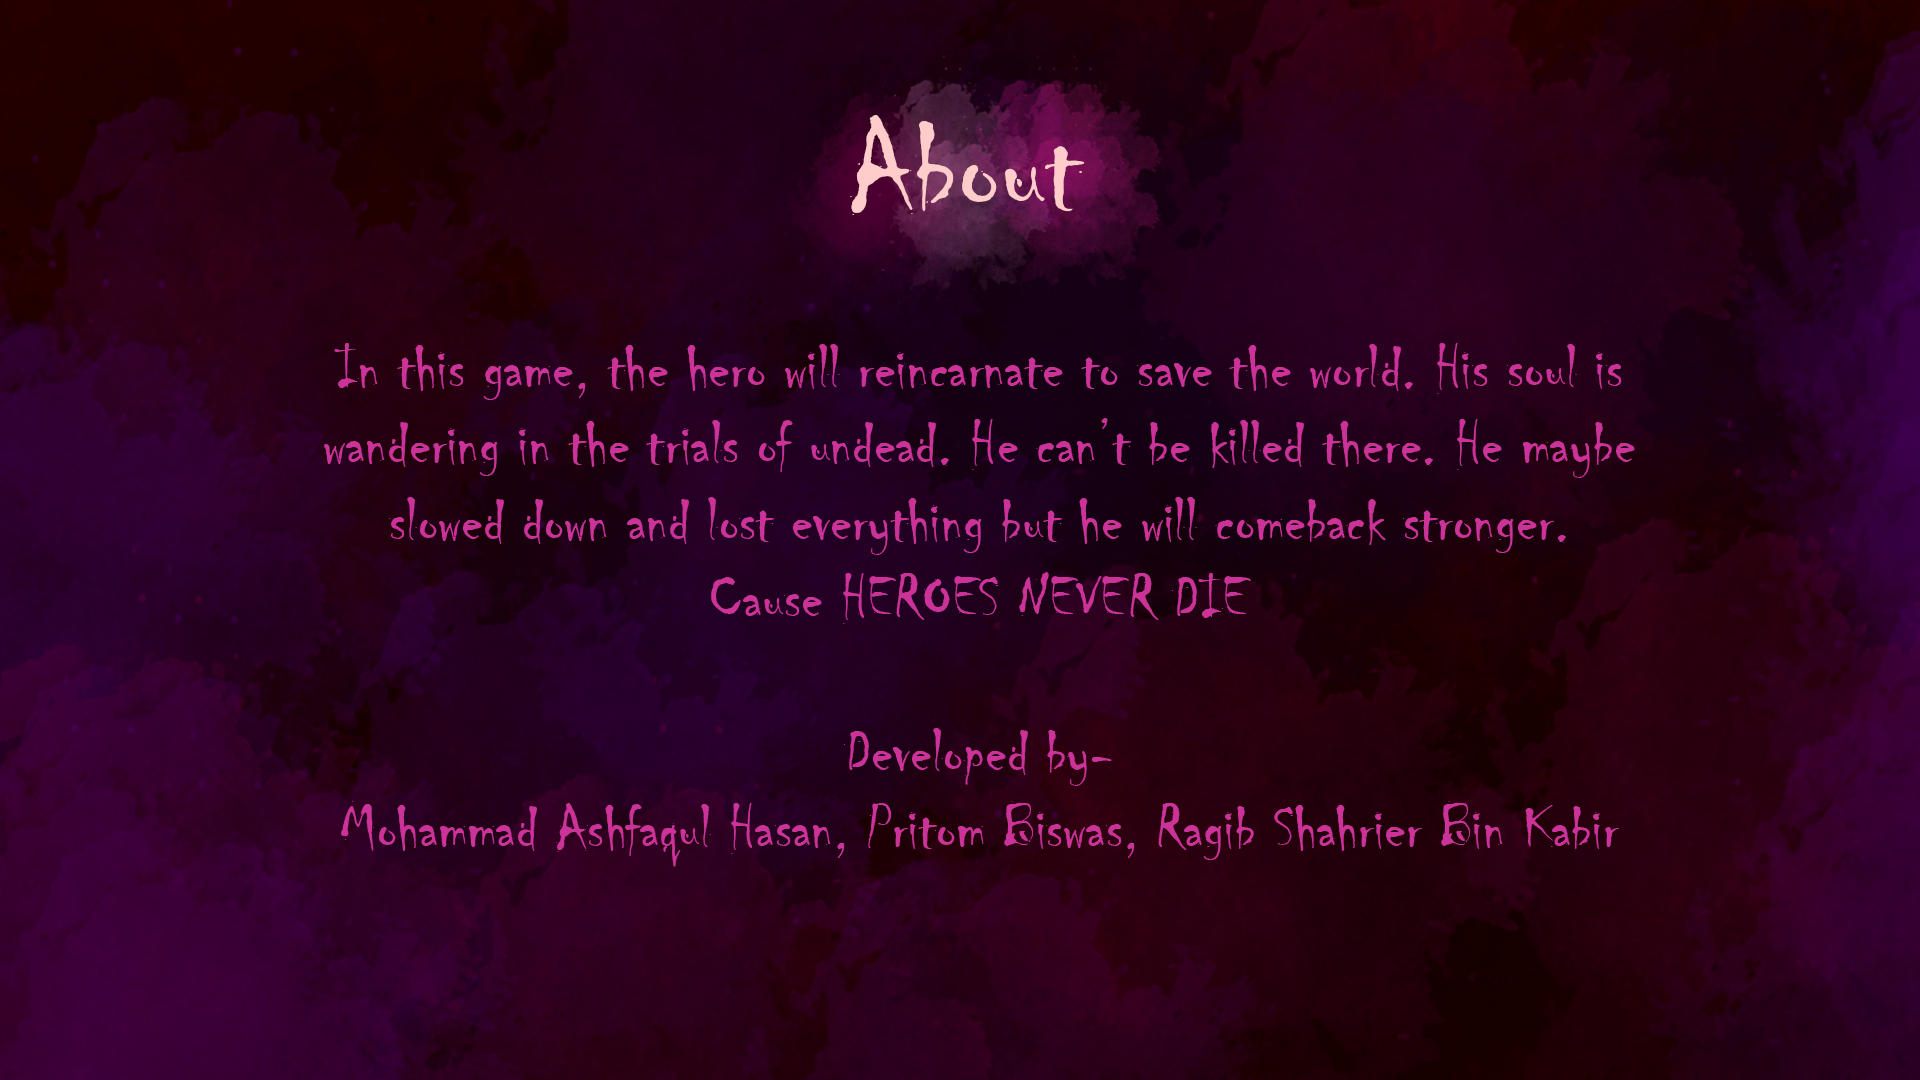 About
In this game, the hero will reincarnate to save the world. His soul is
wandering in the trials of undead. He can't be killed there. He maybe
slowed down and lost everything but he will comeback stronger.
Cause HEROES NEVER DIE
Developed by-
Mohammad Ashfaqul Hasan, Pritom Biswas, Ragib Shahrier Bin Kabir